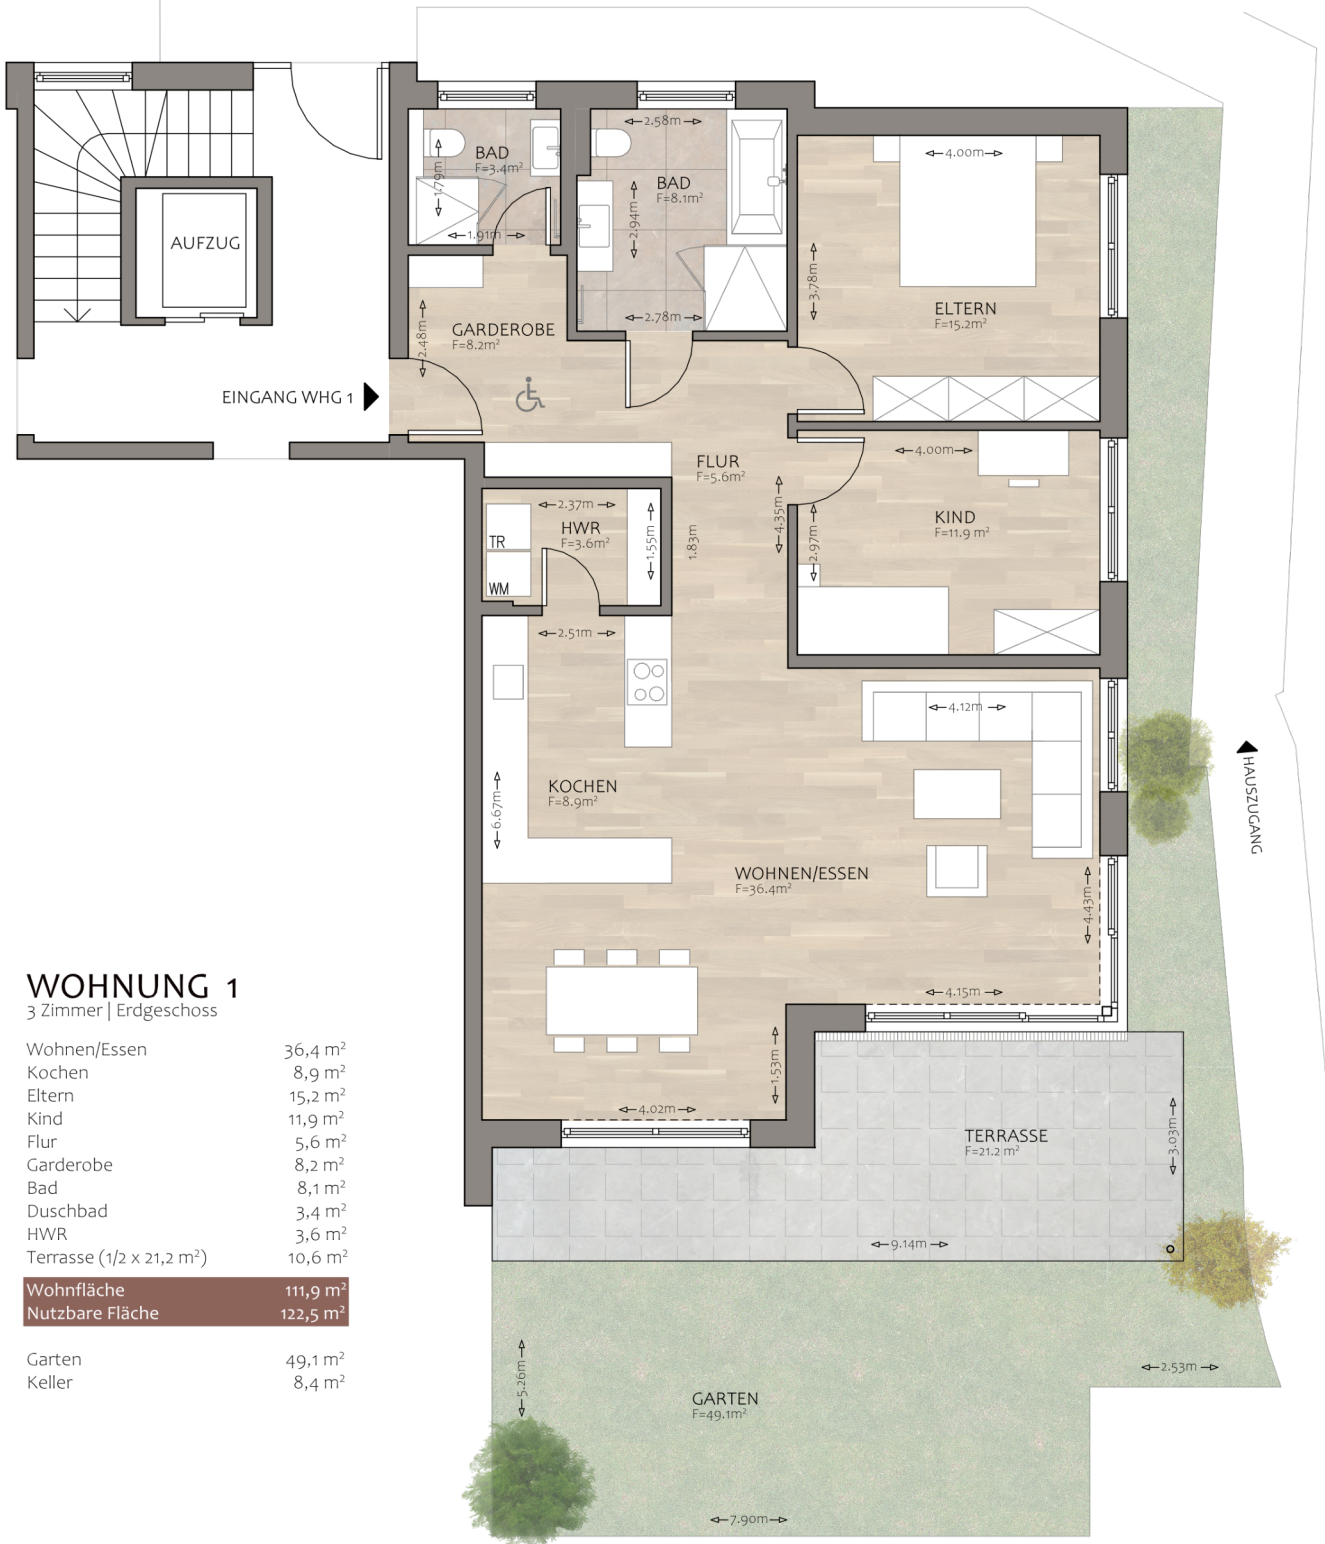 2.58m
BAD
F=3.4m²
1.79m
1.91m
BAD
F=8.1m²
2.94m
2.78m
4.00m
3.78m
ELTERN
F=15.2m²
AUFZUG
GARDEROBE
F=8.2m²
2.48m
EINGANG WHG 1
FLUR
F=5.6m²
4.35m
1.83m
4.00m
KIND
F=11.9 m²
2.97m
2.37m
HWR
F=3.6m²
1.55m
TR
WM
2.51m
4.12m
KOCHEN
F=8.9m²
6.67m
HAUSZUGANG
WOHNEN/ESSEN
F=36.4m²
4.43m
4.15m
1.53m
4.02m
TERRASSE
F=21.2 m²
3.03m
9.14m
WOHNUNG 1
3 Zimmer | Erdgeschoss
Wohnen/Essen 36,4 m²
Kochen 8,9 m²
Eltern 15,2 m²
Kind 11,9 m²
Flur 5,6 m²
Garderobe 8,2 m²
Bad 8,1 m²
Duschbad 3,4 m²
HWR 3,6 m²
Terrasse (1/2 x 21,2 m²) 10,6 m²
Wohnfläche 111,9 m²
Nutzbare Fläche 122,5 m²
Garten 49,1 m²
Keller 8,4 m²
5.26m
2.53m
GARTEN
F=49.1m²
7.90m